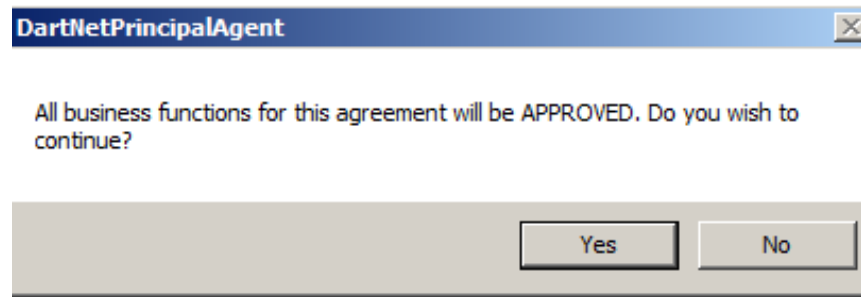 DartNetPrincipalAgent
All business functions for this agreement will be APPROVED. Do you wish to
continue?
Yes
No